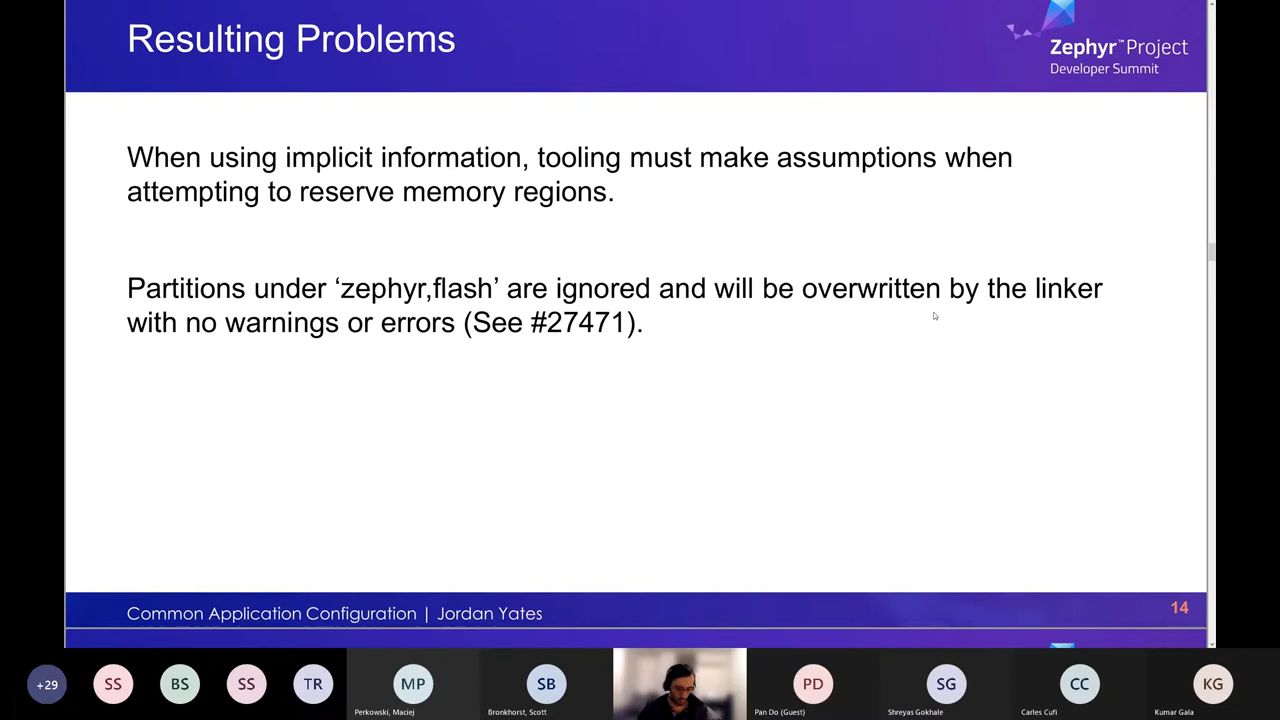 Resulting Problems
Zephyr™Project
Developer Summit
When using implicit information, tooling must make assumptions when
attempting to reserve memory regions.
Partitions under ‘zephyr,flash’ are ignored and will be overwritten by the linker
with no warnings or errors (See #27471).
Common Application Configuration | Jordan Yates
14
+29
SS
BS
SS
TR
MP
SB
PD
SG
CC
KG
Perkowski, Maciej
Bronkhorst, Scott
Pan Do (Guest)
Shreyas Gokhale
Carles Cufi
Kumar Gala